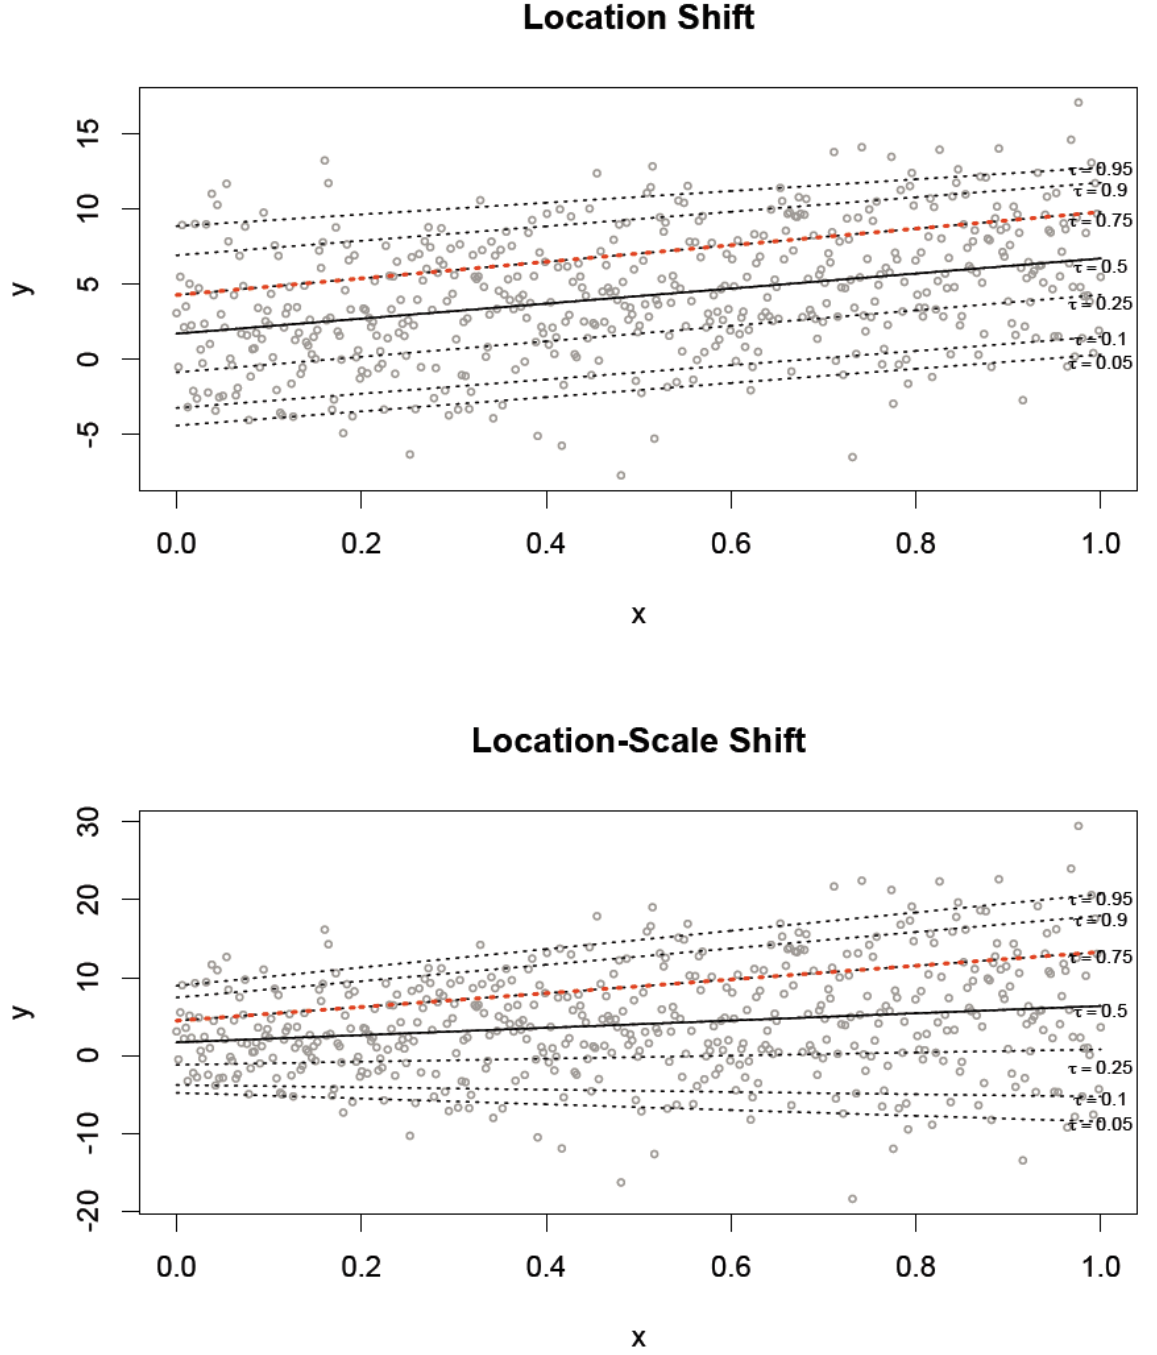 Location Shift
y
15
10
5
0
-5
τ = 0.95
τ = 0.9
τ = 0.75
τ = 0.5
τ = 0.25
τ = 0.1
τ = 0.05
0.0 0.2 0.4 0.6 0.8 1.0
x
Location-Scale Shift
y
30
20
10
0
-10
-20
τ = 0.95
τ = 0.9
τ = 0.75
τ = 0.5
τ = 0.25
τ = 0.1
τ = 0.05
0.0 0.2 0.4 0.6 0.8 1.0
x